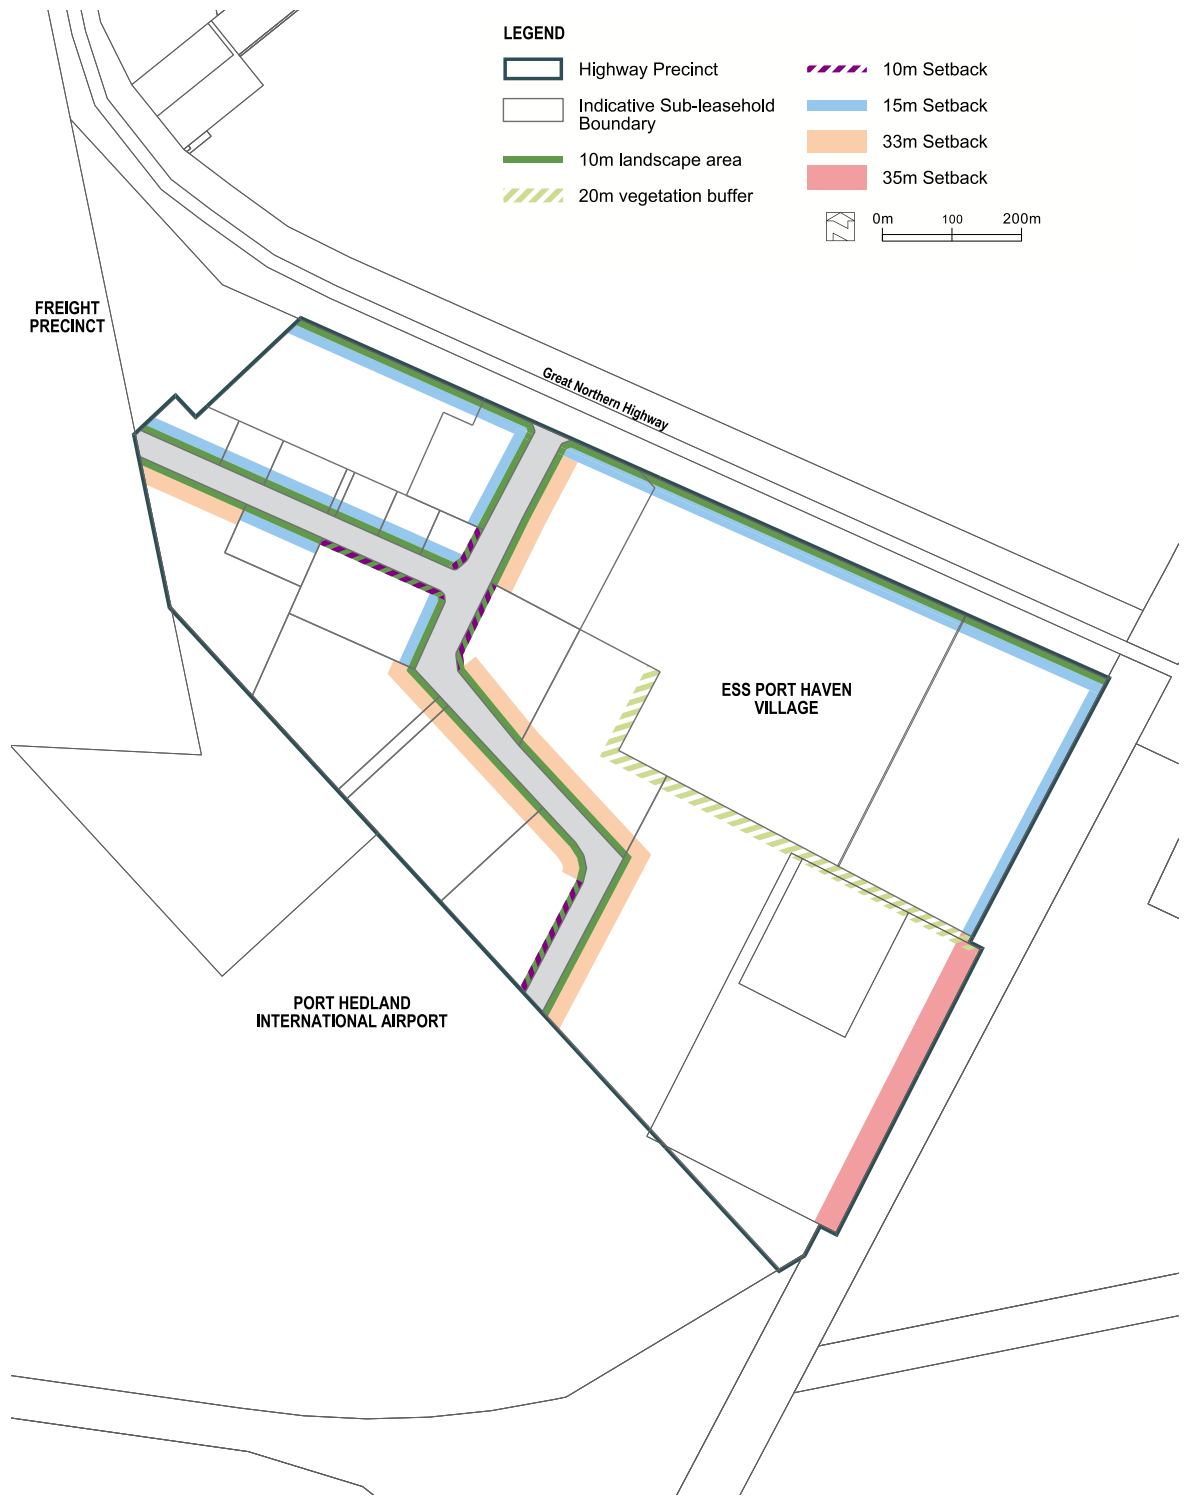 LEGEND
Highway Precinct
Indicative Sub-leasehold
Boundary
10m landscape area
20m vegetation buffer
10m Setback
15m Setback
33m Setback
35m Setback
N
0m 100 200m
FREIGHT
PRECINCT
Great Northern Highway
ESS PORT HAVEN
VILLAGE
PORT HEDLAND
INTERNATIONAL AIRPORT